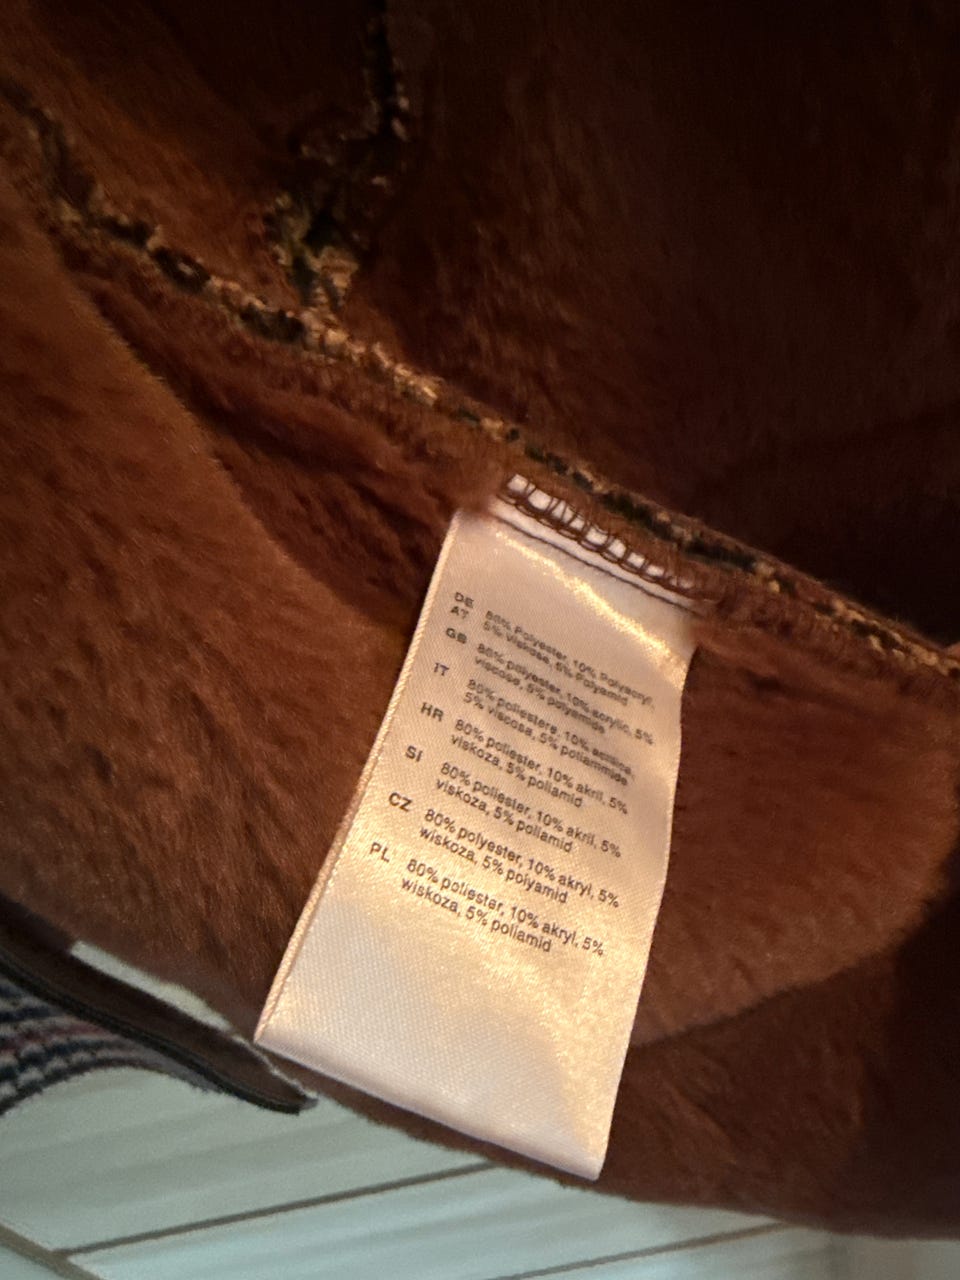 DE 80% Polyester, 10% Polyacryl,
AT 5% Viskose, 5% Polyamid
GB 80% polyester, 10% acrylic, 5%
viscose, 5% polyamide
IT 80% poliestere, 10% acrilica,
5% viscosa, 5% poliammide
HR 80% poliester, 10% akril, 5%
viskoza, 5% poliamid
SI 80% poliester, 10% akril, 5%
viskoza, 5% poliamid
CZ 80% polyester, 10% akryl, 5%
wiskoza, 5% polyamid
PL 80% poliester, 10% akryl, 5%
wiskoza, 5% poliamid